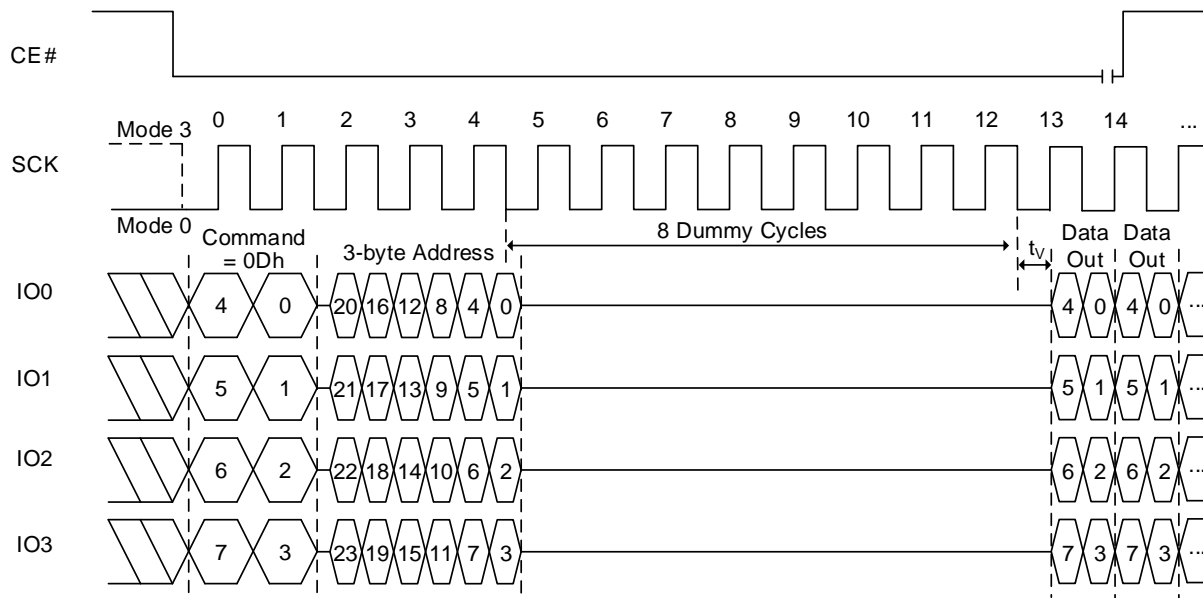 CE#
Mode 3 0 1 2 3 4 5 6 7 8 9 10 11 12 13 14 ...
SCK
Mode 0
Command
= 0Dh
3-byte Address
8 Dummy Cycles
tV
Data
Out
Data
Out
IO0 4 0 20 16 12 8 4 0 4 0 4 0 ...
IO1 5 1 21 17 13 9 5 1 5 1 5 1 ...
IO2 6 2 22 18 14 10 6 2 6 2 6 2 ...
IO3 7 3 23 19 15 11 7 3 7 3 7 3 ...